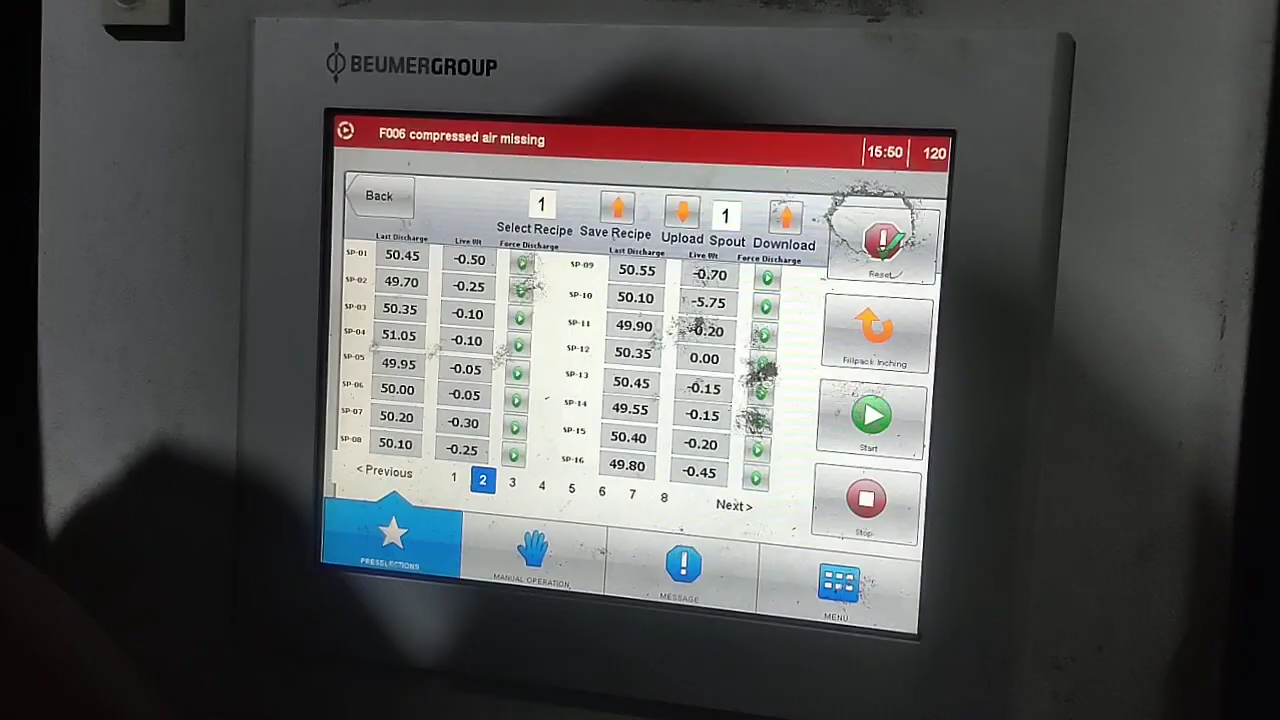 BEUMERGROUP
F006 compressed air missing 15:50 120
Back
1 1
Select Recipe Save Recipe Upload Spout Download
Last Discharge Live Wt Force Discharge Last Discharge Live Wt Force Discharge
SP-01 50.45 -0.50 SP-09 50.55 -0.70
SP-02 49.70 -0.25 SP-10 50.10 -5.75
SP-03 50.35 -0.10 SP-11 49.90 -0.20
SP-04 51.05 -0.10 SP-12 50.35 0.00
SP-05 49.95 -0.05 SP-13 50.45 -0.15
SP-06 50.00 -0.05 SP-14 49.55 -0.15
SP-07 50.20 -0.30 SP-15 50.40 -0.20
SP-08 50.10 -0.25 SP-16 49.80 -0.45
< Previous 1 2 3 4 5 6 7 8 Next >
Reset
Fillpack Inching
Start
Stop
PRESELECTIONS MANUAL OPERATION MESSAGE MENU